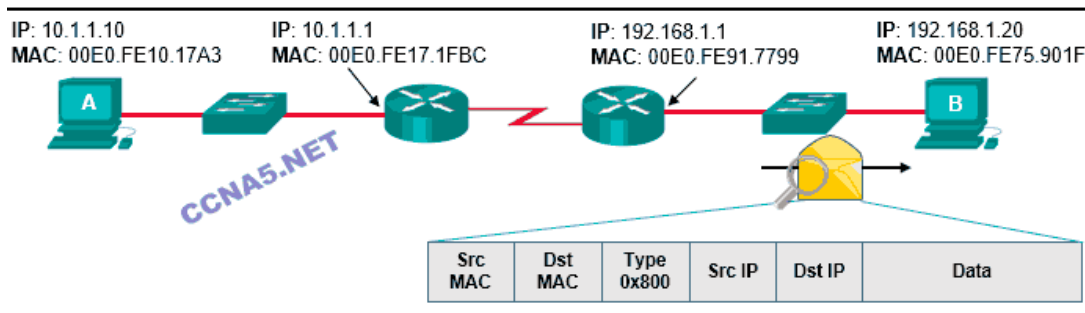 IP: 10.1.1.10
MAC: 00E0.FE10.17A3
IP: 10.1.1.1
MAC: 00E0.FE17.1FBC
IP: 192.168.1.1
MAC: 00E0.FE91.7799
IP: 192.168.1.20
MAC: 00E0.FE75.901F
A
B
CCNA5.NET
Src MAC
Dst MAC
Type 0x800
Src IP
Dst IP
Data